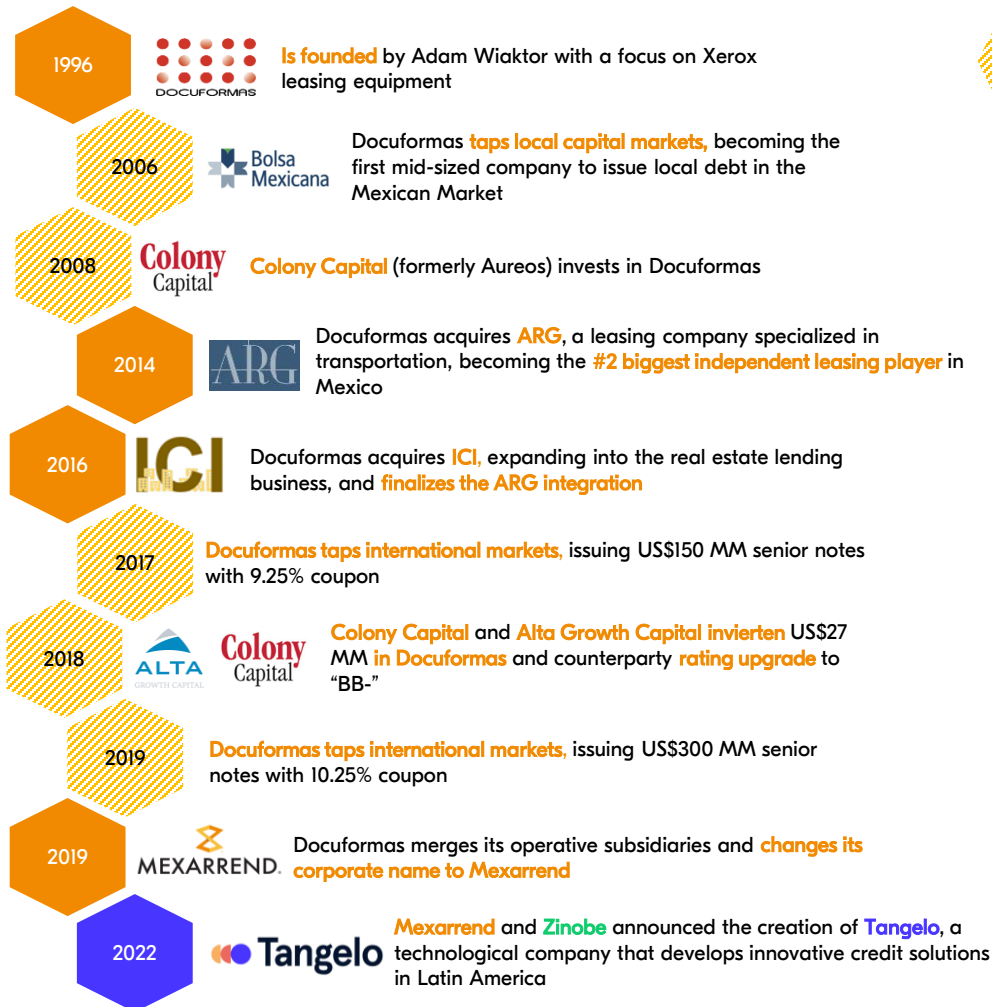 1996
DOCUFORMAS
Is founded by Adam Wiaktor with a focus on Xerox
leasing equipment
2006
Bolsa
Mexicana
Docuformas taps local capital markets, becoming the
first mid-sized company to issue local debt in the
Mexican Market
2008
Colony
Capital
Colony Capital (formerly Aureos) invests in Docuformas
2014
ARG
Docuformas acquires ARG, a leasing company specialized in
transportation, becoming the #2 biggest independent leasing player in
Mexico
2016
ICI
Docuformas acquires ICI, expanding into the real estate lending
business, and finalizes the ARG integration
2017
Docuformas taps international markets, issuing US$150 MM senior notes
with 9.25% coupon
2018
ALTA
GROWTH CAPITAL
Colony
Capital
Colony Capital and Alta Growth Capital invierten US$27
MM in Docuformas and counterparty rating upgrade to
“BB-”
2019
Docuformas taps international markets, issuing US$300 MM senior
notes with 10.25% coupon
2019
MEXARREND.
Docuformas merges its operative subsidiaries and changes its
corporate name to Mexarrend
2022
Tangelo
Mexarrend and Zinobe announced the creation of Tangelo, a
technological company that develops innovative credit solutions
in Latin America